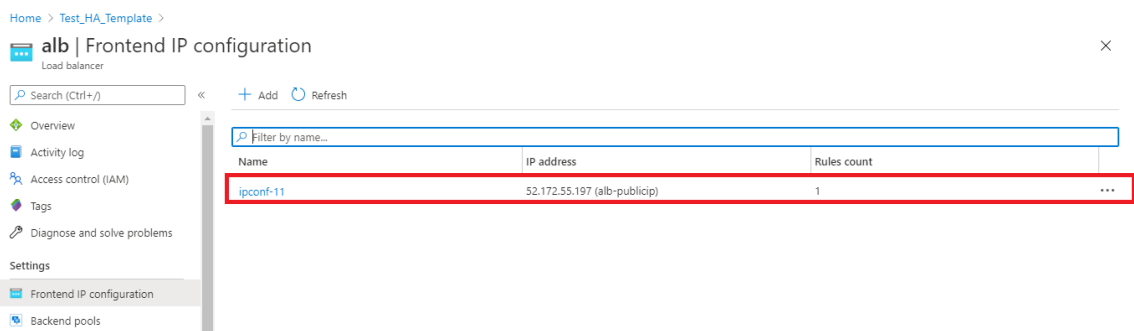 Home > Test_HA_Template >
alb | Frontend IP configuration
Load balancer
Search (Ctrl+/)
«
Add
Refresh
Overview
Activity log
Access control (IAM)
Tags
Diagnose and solve problems
Settings
Frontend IP configuration
Backend pools
Filter by name...
Name IP address Rules count
ipconf-11 52.172.55.197 (alb-publicip) 1 ...